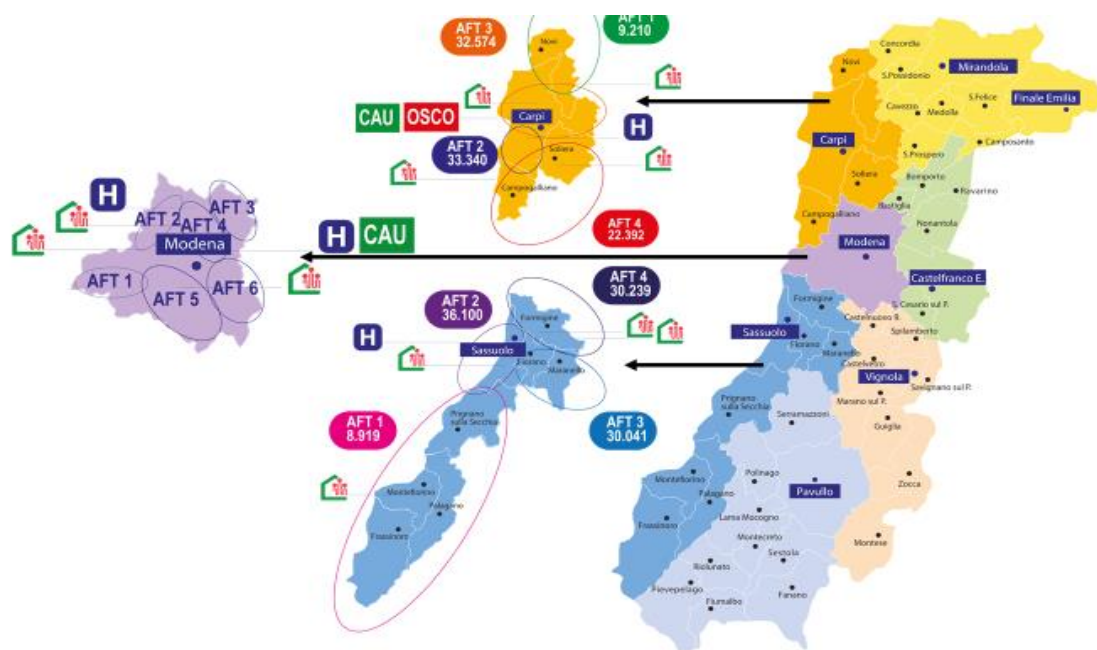 AFT 3
32.574
AFT 1
9.210
Novi
CAU OSCO
Carpi
H
AFT 2
33.340
Soliera
Campogalliano
AFT 4
22.392
H
AFT 2
AFT 3
AFT 4
Modena
AFT 1
AFT 5
AFT 6
H CAU
AFT 4
30.239
AFT 2
36.100
Formigine
H
Sassuolo
Fiorano
Maranello
AFT 1
8.919
Prignano
sulla Secchia
AFT 3
30.041
Montefiorino
Palagano
Frassinoro
Concordia
Novi
S.Possidonio
Mirandola
Cavezzo
Medolla
S.Felice
Finale Emilia
Carpi
S.Prospero
Camposanto
Soliera
Bomporto
Bastiglia
Ravarino
Campogalliano
Nonantola
Modena
Castelfranco E.
Formigine
S. Cesario sul P.
Castelnuovo R.
Sassuolo
Spilamberto
Fiorano
Maranello
Castelvetro
Vignola
Savignano sul P.
Prignano
sulla Secchia
Marano sul P.
Serramazzoni
Guiglia
Montefiorino
Polinago
Pavullo
Zocca
Palagano
Frassinoro
Lama Mocogno
Montecreto
Montese
Sestola
Riolunato
Pievepelago
Fanano
Fiumalbo